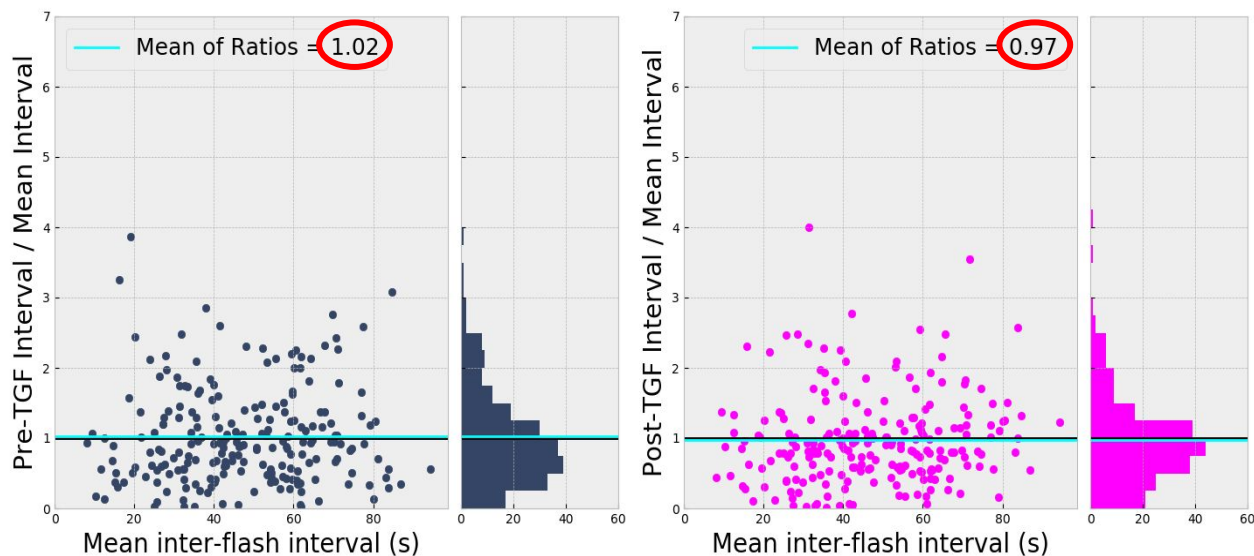 Mean of Ratios = 1.02
7
6
5
4
3
2
1
0
Pre-TGF Interval / Mean Interval
0 20 40 60 80
0 20 40 60
Mean inter-flash interval (s)
Mean of Ratios = 0.97
7
6
5
4
3
2
1
0
Post-TGF Interval / Mean Interval
0 20 40 60 80
0 20 40 60
Mean inter-flash interval (s)